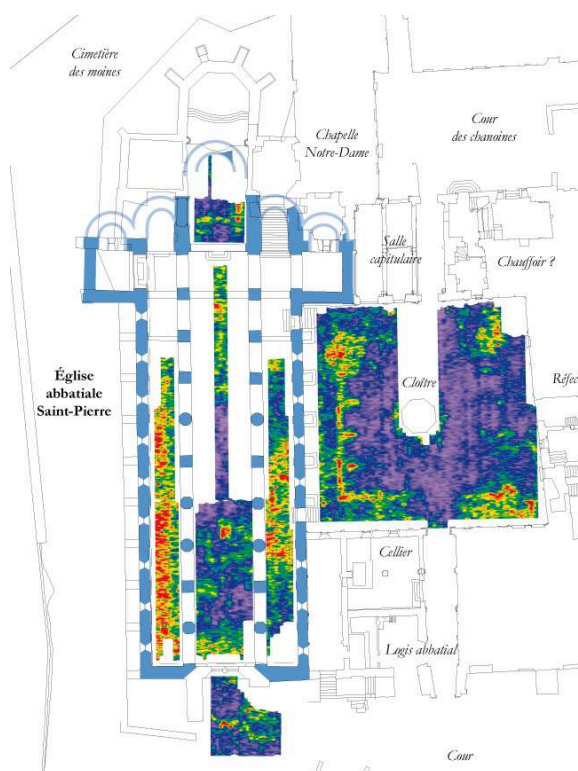 Cimetière
des moines
Chapelle
Notre-Dame
Cour
des chanoines
Salle
capitulaire
Chauffoir ?
Église
abbatiale
Saint-Pierre
Cloître
Réfec
Cellier
Logis abbatial
Cour